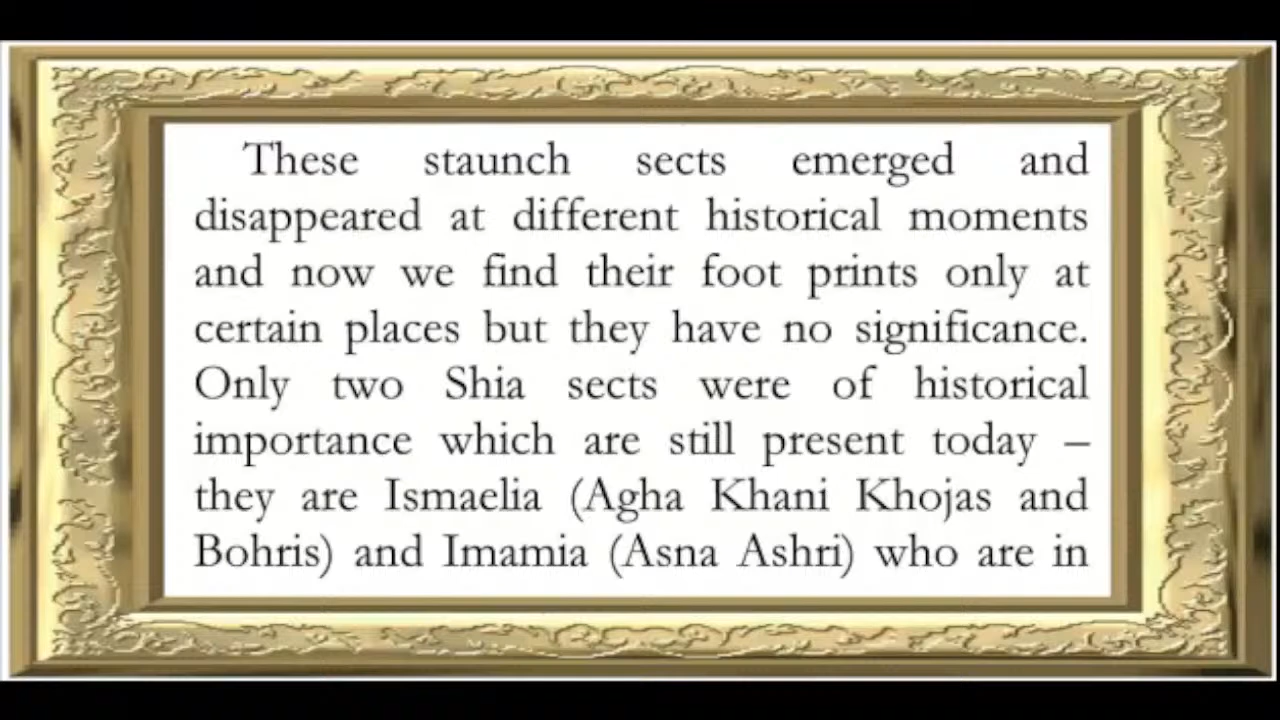 These staunch sects emerged and
disappeared at different historical moments
and now we find their foot prints only at
certain places but they have no significance.
Only two Shia sects were of historical
importance which are still present today –
they are Ismaelia (Agha Khani Khojas and
Bohris) and Imamia (Asna Ashri) who are in